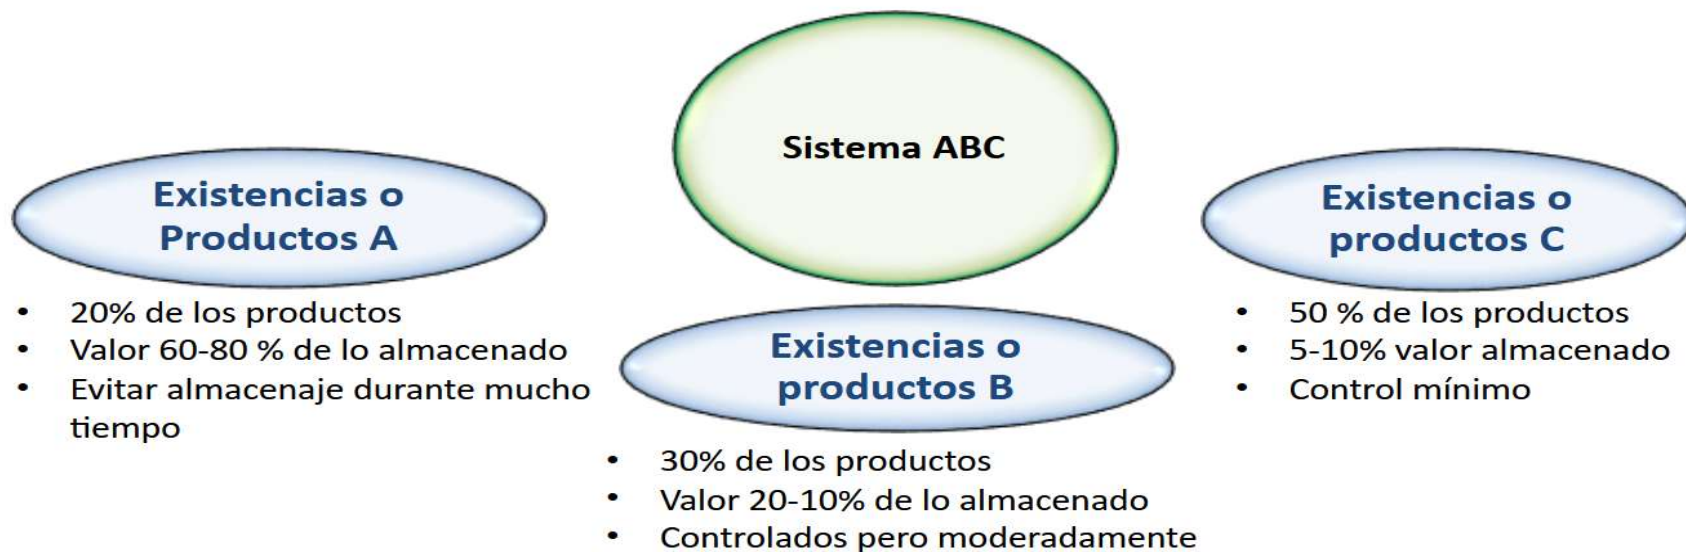 Sistema ABC
Existencias o
Productos A
• 20% de los productos
• Valor 60-80 % de lo almacenado
• Evitar almacenaje durante mucho
tiempo
Existencias o
productos B
• 30% de los productos
• Valor 20-10% de lo almacenado
• Controlados pero moderadamente
Existencias o
productos C
• 50 % de los productos
• 5-10% valor almacenado
• Control mínimo